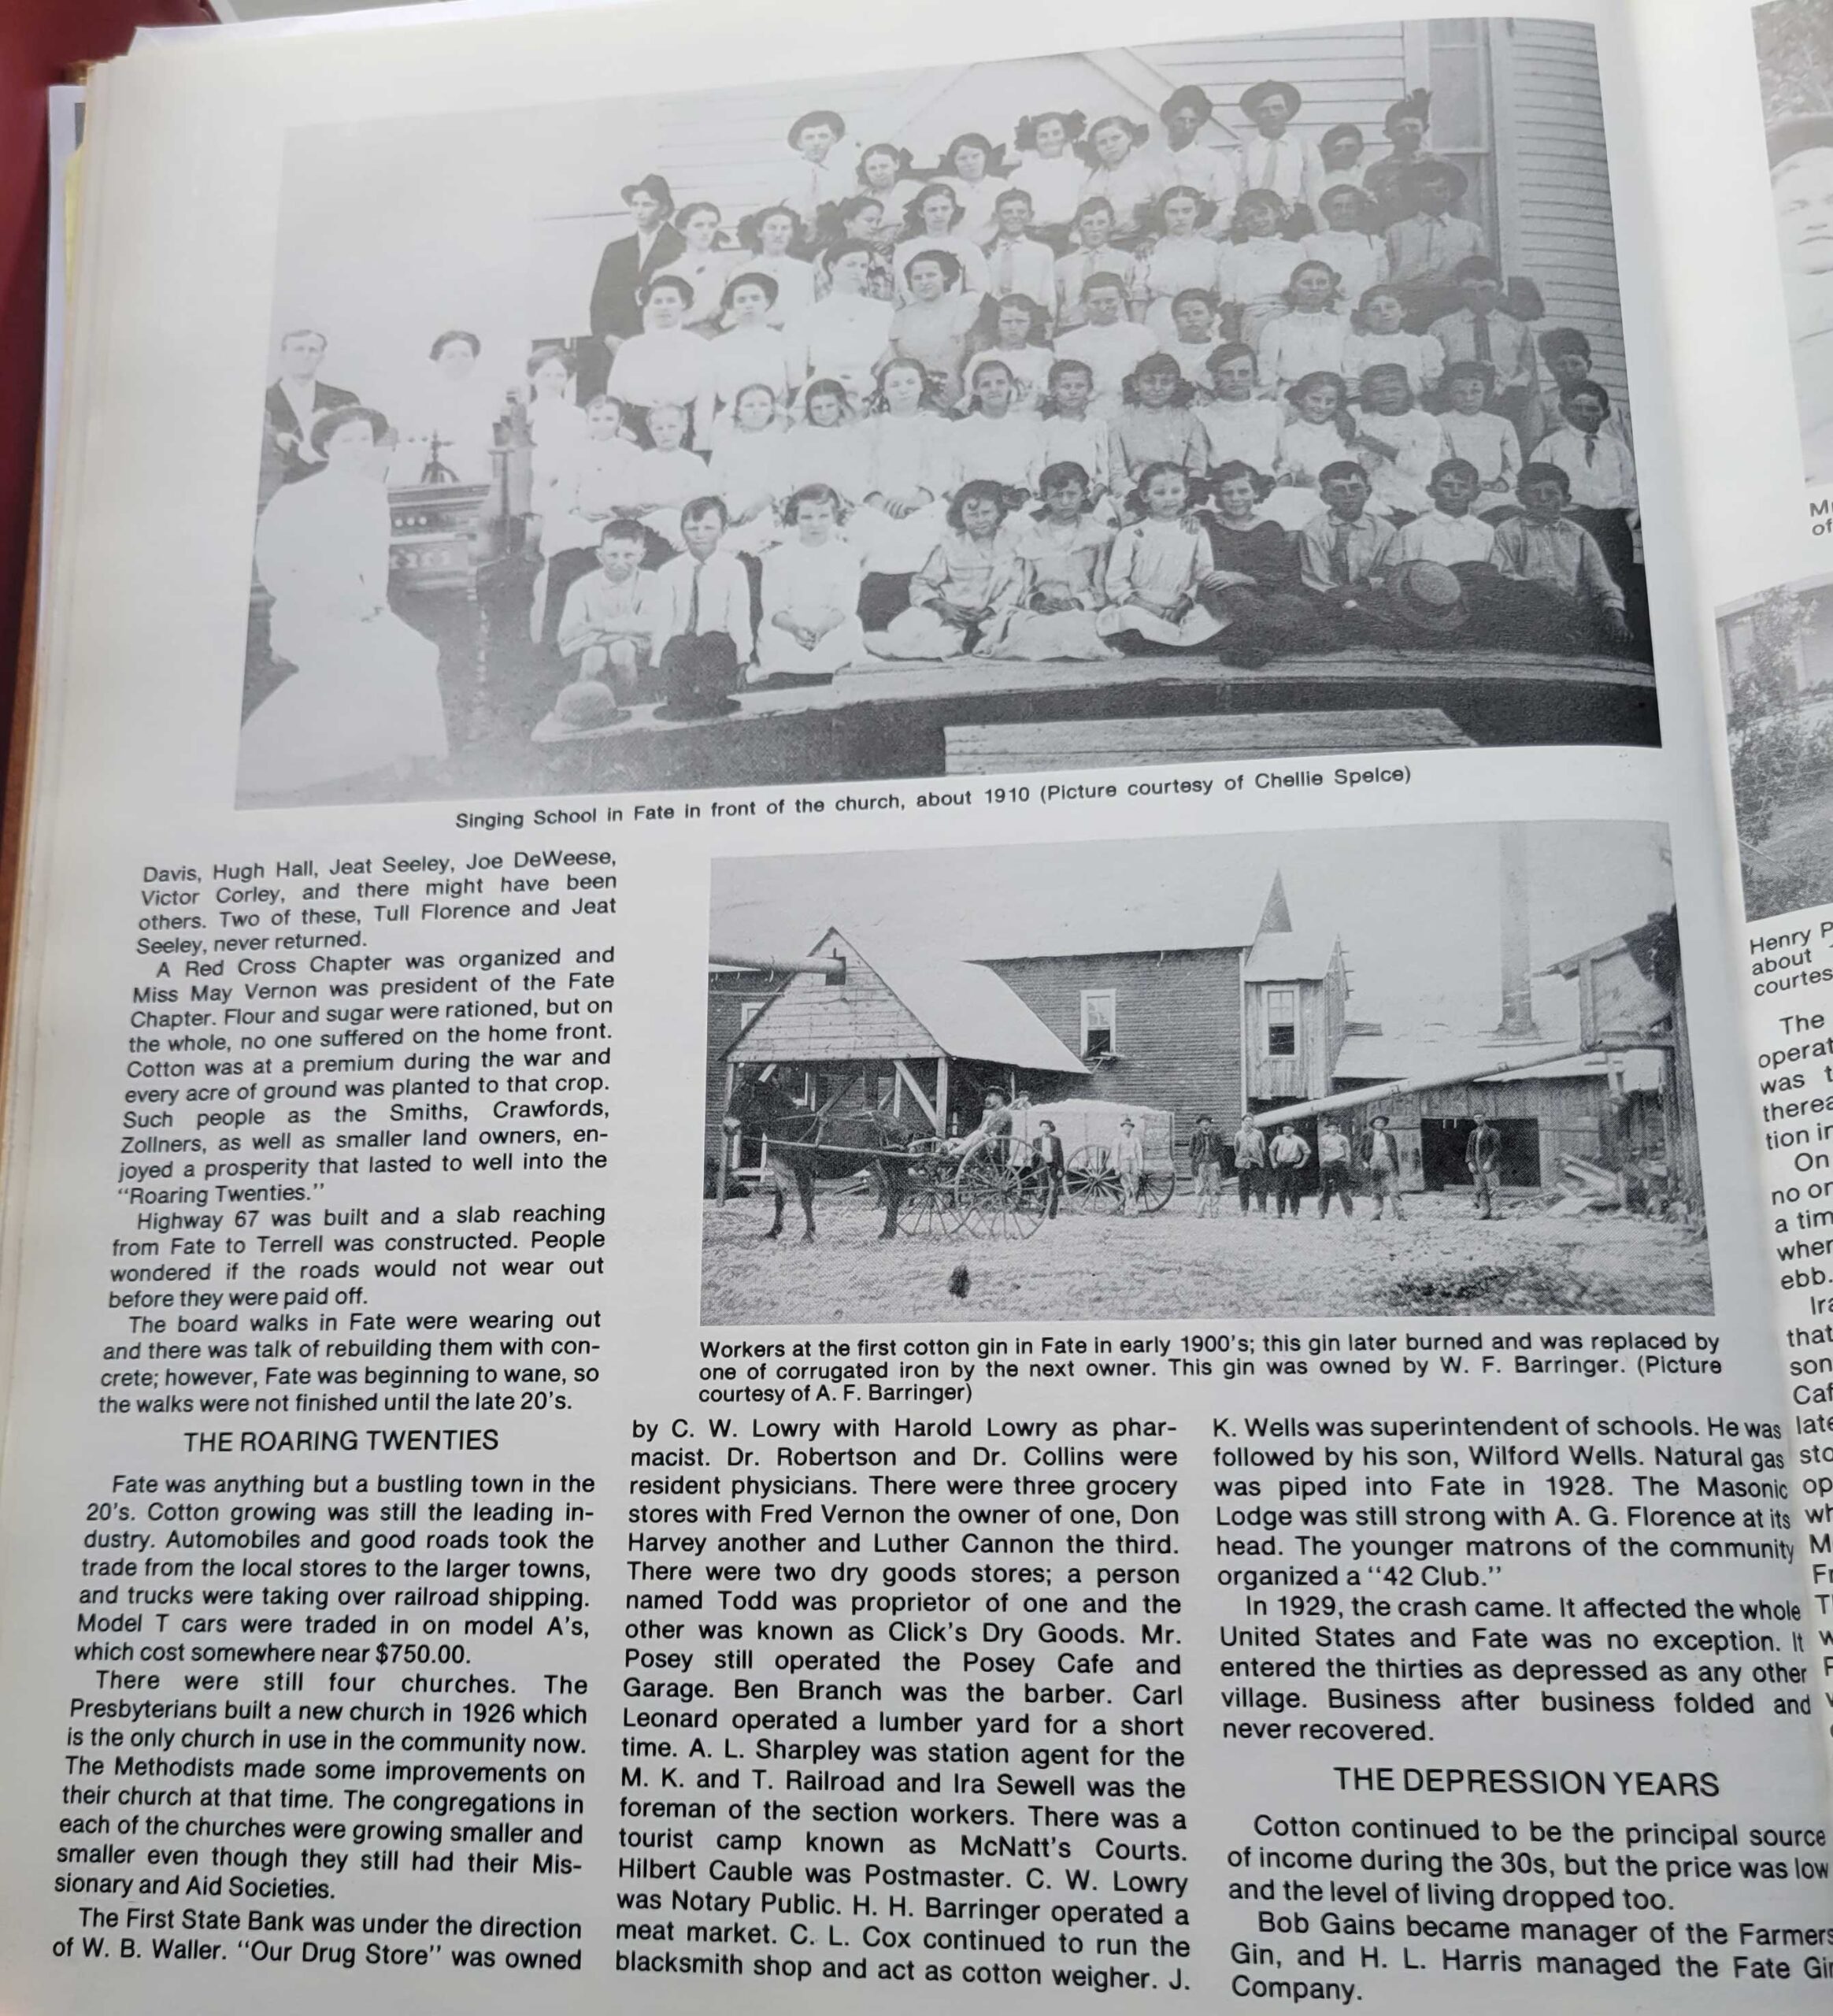 Singing School in Fate in front of the church, about 1910 (Picture courtesy of Chellie Spelce)
Davis, Hugh Hall, Jeat Seeley, Joe DeWeese,
Victor Corley, and there might have been
others. Two of these, Tull Florence and Jeat
Seeley, never returned.
A Red Cross Chapter was organized and
Miss May Vernon was president of the Fate
Chapter. Flour and sugar were rationed, but on
the whole, no one suffered on the home front.
Cotton was at a premium during the war and
every acre of ground was planted to that crop.
Such people as the Smiths, Crawfords,
Zollners, as well as smaller land owners, en-
joyed a prosperity that lasted to well into the
"Roaring Twenties."
Highway 67 was built and a slab reaching
from Fate to Terrell was constructed. People
wondered if the roads would not wear out
before they were paid off.
The board walks in Fate were wearing out
and there was talk of rebuilding them with con-
crete; however, Fate was beginning to wane, so
the walks were not finished until the late 20's.
THE ROARING TWENTIES
Fate was anything but a bustling town in the
20's. Cotton growing was still the leading in-
dustry. Automobiles and good roads took the
trade from the local stores to the larger towns,
and trucks were taking over railroad shipping.
Model T cars were traded in on model A's,
which cost somewhere near $750.00.
There were still four churches. The
Presbyterians built a new church in 1926 which
is the only church in use in the community now.
The Methodists made some improvements on
their church at that time. The congregations in
each of the churches were growing smaller and
smaller even though they still had their Mis-
sionary and Aid Societies.
The First State Bank was under the direction
of W. B. Waller. "Our Drug Store" was owned
Workers at the first cotton gin in Fate in early 1900's; this gin later burned and was replaced by
one of corrugated iron by the next owner. This gin was owned by W. F. Barringer. (Picture
courtesy of A. F. Barringer)
by C. W. Lowry with Harold Lowry as phar-
macist. Dr. Robertson and Dr. Collins were
resident physicians. There were three grocery
stores with Fred Vernon the owner of one, Don
Harvey another and Luther Cannon the third.
There were two dry goods stores; a person
named Todd was proprietor of one and the
other was known as Click's Dry Goods. Mr.
Posey still operated the Posey Cafe and
Garage. Ben Branch was the barber. Carl
Leonard operated a lumber yard for a short
time. A. L. Sharpley was station agent for the
M. K. and T. Railroad and Ira Sewell was the
foreman of the section workers. There was a
tourist camp known as McNatt's Courts.
Hilbert Cauble was Postmaster. C. W. Lowry
was Notary Public. H. H. Barringer operated a
meat market. C. L. Cox continued to run the
blacksmith shop and act as cotton weigher. J.
K. Wells was superintendent of schools. He was
followed by his son, Wilford Wells. Natural gas
was piped into Fate in 1928. The Masonic
Lodge was still strong with A. G. Florence at its
head. The younger matrons of the community
organized a "42 Club."
In 1929, the crash came. It affected the whole
United States and Fate was no exception. It
entered the thirties as depressed as any other
village. Business after business folded and
never recovered.
THE DEPRESSION YEARS
Cotton continued to be the principal source
of income during the 30s, but the price was low
and the level of living dropped too.
Bob Gains became manager of the Farmers
Gin, and H. L. Harris managed the Fate Gin
Company.
of
Henry P
about
The
was
On
no or
a tim
ebb.
that